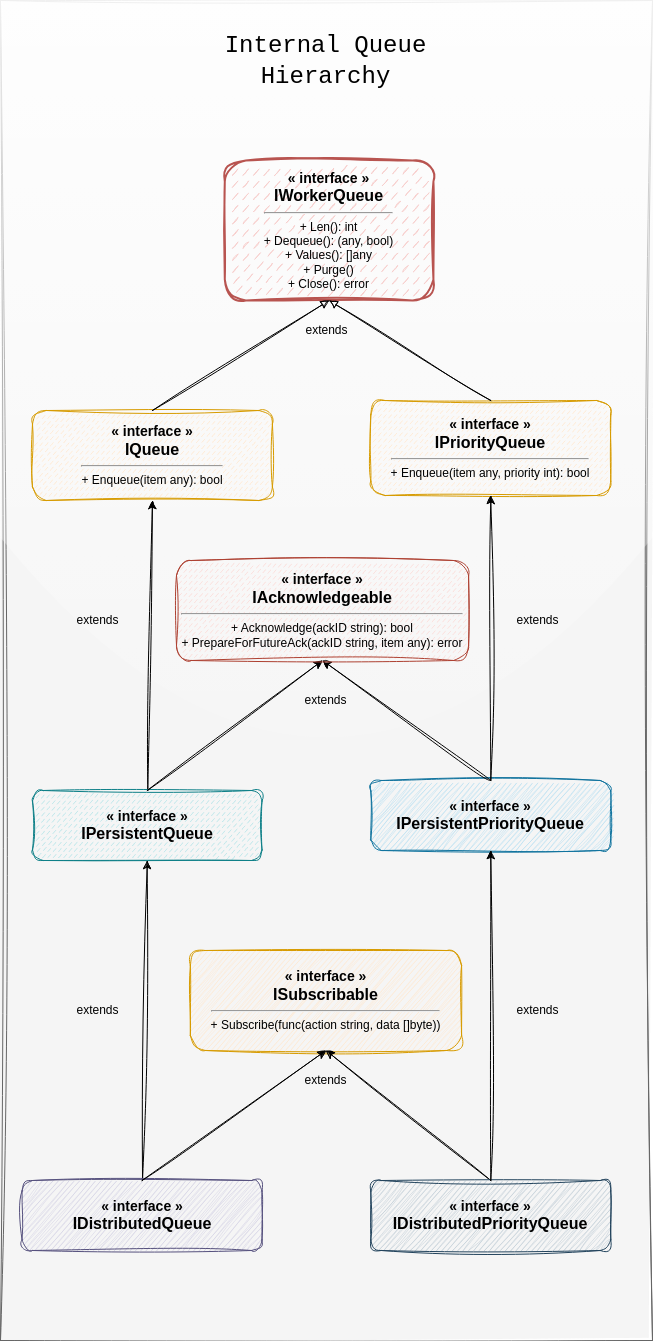 Internal Queue
Hierarchy
« interface »
IWorkerQueue
+ Len(): int
+ Dequeue(): (any, bool)
+ Values(): []any
+ Purge()
+ Close(): error
extends
« interface »
IQueue
+ Enqueue(item any): bool
« interface »
IPriorityQueue
+ Enqueue(item any, priority int): bool
« interface »
IAcknowledgeable
+ Acknowledge(ackID string): bool
+ PrepareForFutureAck(ackID string, item any): error
extends
extends
extends
« interface »
IPersistentQueue
« interface »
IPersistentPriorityQueue
« interface »
ISubscribable
+ Subscribe(func(action string, data []byte))
extends
extends
extends
« interface »
IDistributedQueue
« interface »
IDistributedPriorityQueue